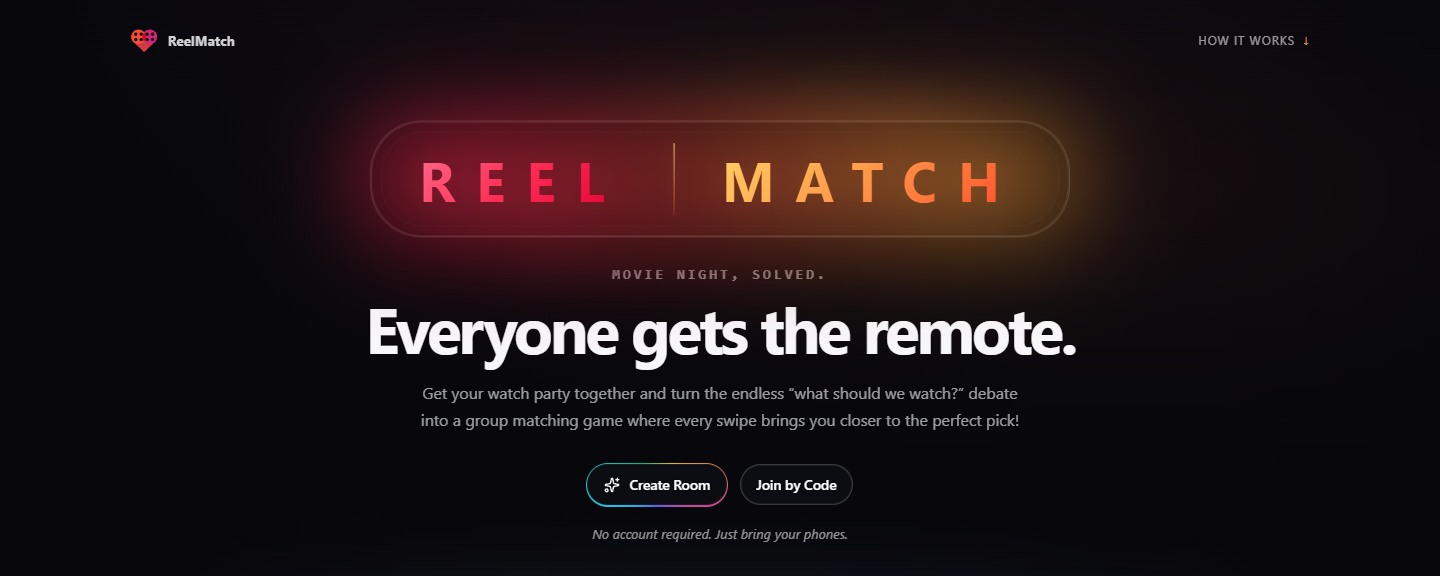 ReelMatch
HOW IT WORKS ↓
REEL MATCH
MOVIE NIGHT, SOLVED.
Everyone gets the remote.
Get your watch party together and turn the endless “what should we watch?” debate
into a group matching game where every swipe brings you closer to the perfect pick!
Create Room
Join by Code
No account required. Just bring your phones.